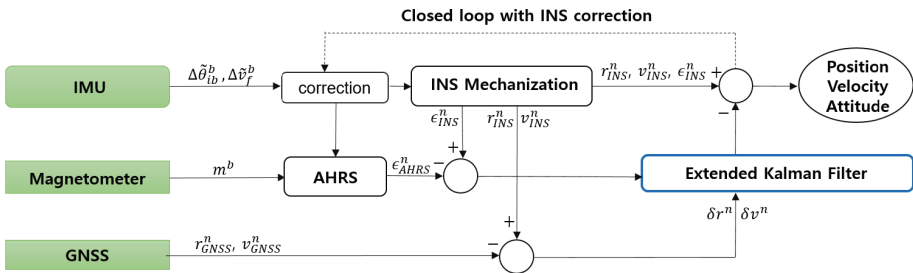 Closed loop with INS correction
IMU
Δθ̃ᵇᵢb, Δṽᵇf
correction
INS Mechanization
rⁿINS, vⁿINS, ϵⁿINS
+
−
Position
Velocity
Attitude
ϵⁿINS
rⁿINS vⁿINS
+
Magnetometer
mᵇ
AHRS
ϵⁿAHRS
−
Extended Kalman Filter
δrⁿ δvⁿ
+
GNSS
rⁿGNSS, vⁿGNSS
−